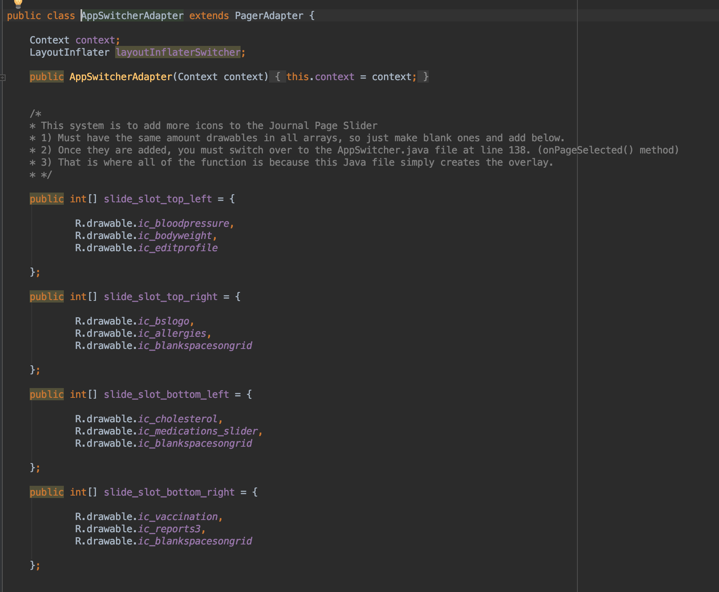 public class AppSwitcherAdapter extends PagerAdapter {
Context context;
LayoutInflater layoutInflaterSwitcher;
public AppSwitcherAdapter(Context context) { this.context = context; }
/*
* This system is to add more icons to the Journal Page Slider
* 1) Must have the same amount drawables in all arrays, so just make blank ones and add below.
* 2) Once they are added, you must switch over to the AppSwitcher.java file at line 138. (onPageSelected() method)
* 3) That is where all of the function is because this Java file simply creates the overlay.
* */
public int[] slide_slot_top_left = {
R.drawable.ic_bloodpressure,
R.drawable.ic_bodyweight,
R.drawable.ic_editprofile
};
public int[] slide_slot_top_right = {
R.drawable.ic_bslogo,
R.drawable.ic_allergies,
R.drawable.ic_blankspacesongrid
};
public int[] slide_slot_bottom_left = {
R.drawable.ic_cholesterol,
R.drawable.ic_medications_slider,
R.drawable.ic_blankspacesongrid
};
public int[] slide_slot_bottom_right = {
R.drawable.ic_vaccination,
R.drawable.ic_reports3,
R.drawable.ic_blankspacesongrid
};